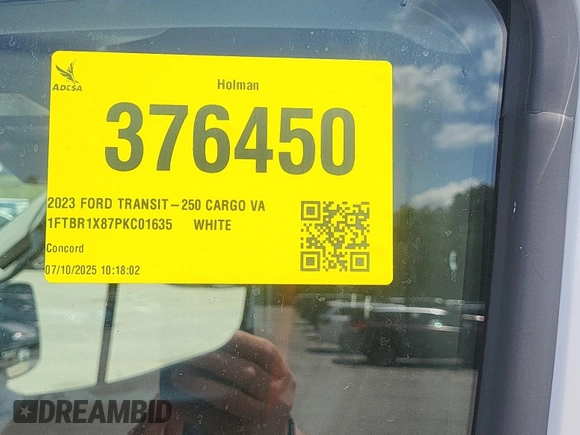 ADESA
Holman
376450
2023 FORD TRANSIT-250 CARGO VA
1FTBR1X87PKC01635 WHITE
Concord
07/10/2025 10:18:02
DREAMBID